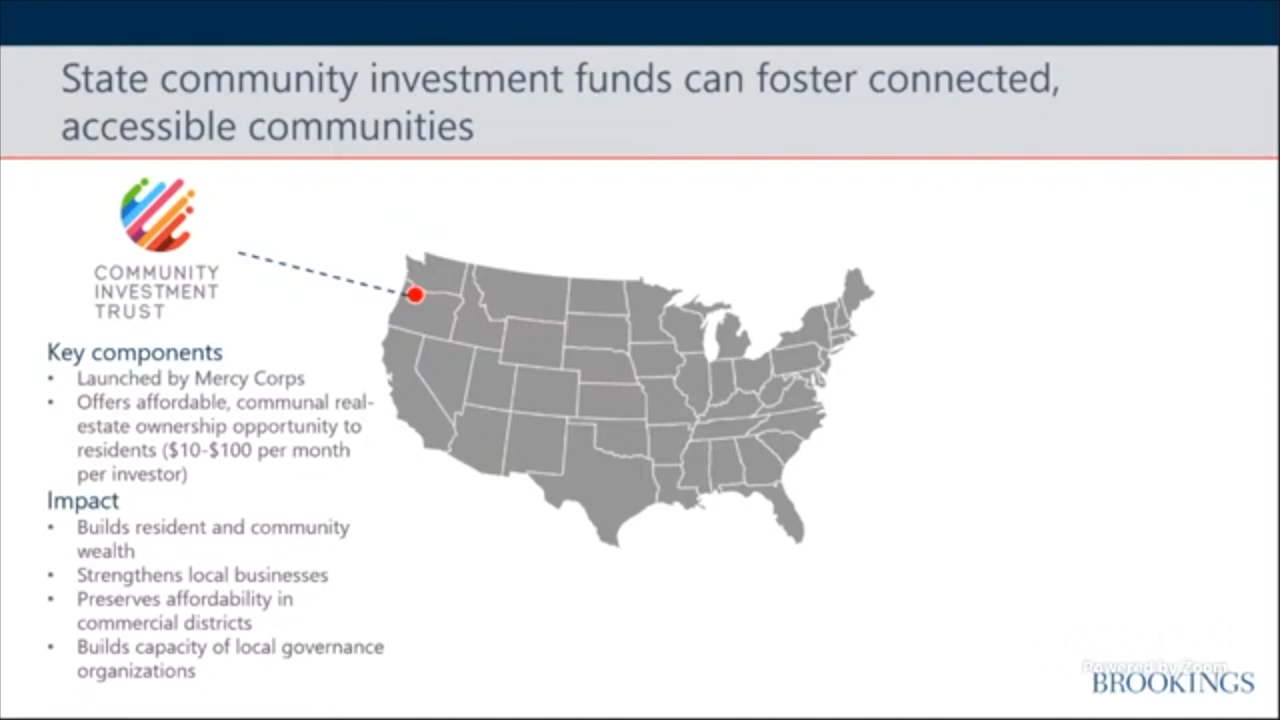 State community investment funds can foster connected,
accessible communities
COMMUNITY
INVESTMENT
TRUST
Key components
• Launched by Mercy Corps
• Offers affordable, communal real-
estate ownership opportunity to
residents ($10-$100 per month
per investor)
Impact
• Builds resident and community
wealth
• Strengthens local businesses
• Preserves affordability in
commercial districts
• Builds capacity of local governance
organizations
Powered by Zoom
BROOKINGS